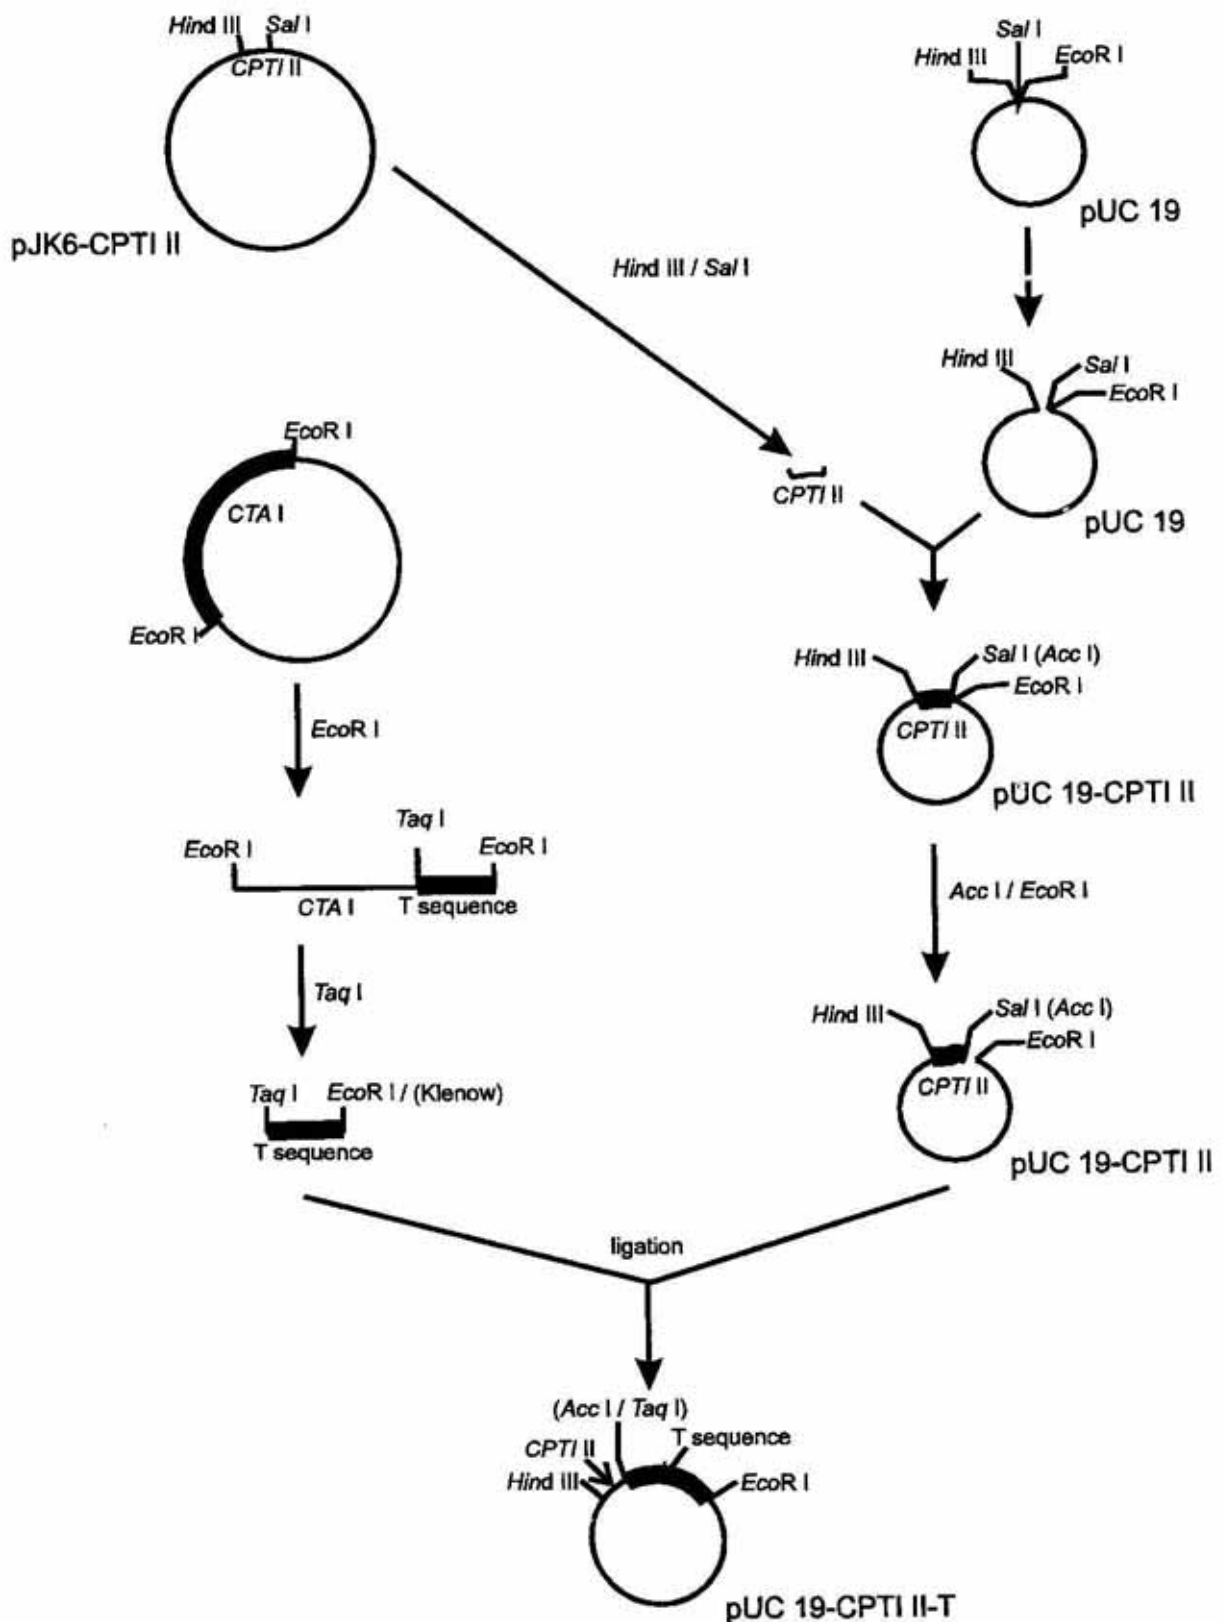 Hind III
Sal I
CPTI II
pJK6-CPTI II
Sal I
Hind III
EcoR I
pUC 19
Hind III / Sal I
Hind III
Sal I
EcoR I
pUC 19
CPTI II
EcoR I
CTA I
EcoR I
EcoR I
Hind III
Sal I (Acc I)
EcoR I
CPTI II
pUC 19-CPTI II
Taq I
EcoR I
EcoR I
CTA I
T sequence
Acc I / EcoR I
Taq I
Hind III
Sal I (Acc I)
EcoR I
CPTI II
pUC 19-CPTI II
Taq I
EcoR I / (Klenow)
T sequence
ligation
(Acc I / Taq I)
T sequence
CPTI II
Hind III
EcoR I
pUC 19-CPTI II-T